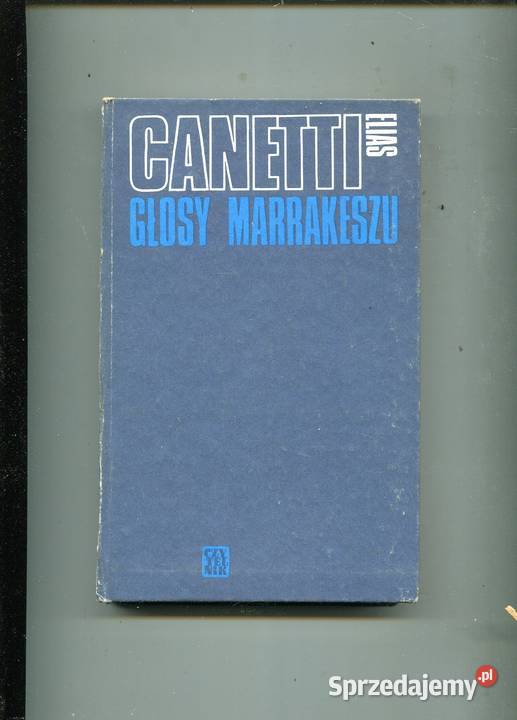 CANETTI
ELIAS
GŁOSY MARRAKESZU
CZY
TEL
NIK
Sprzedajemy.pl